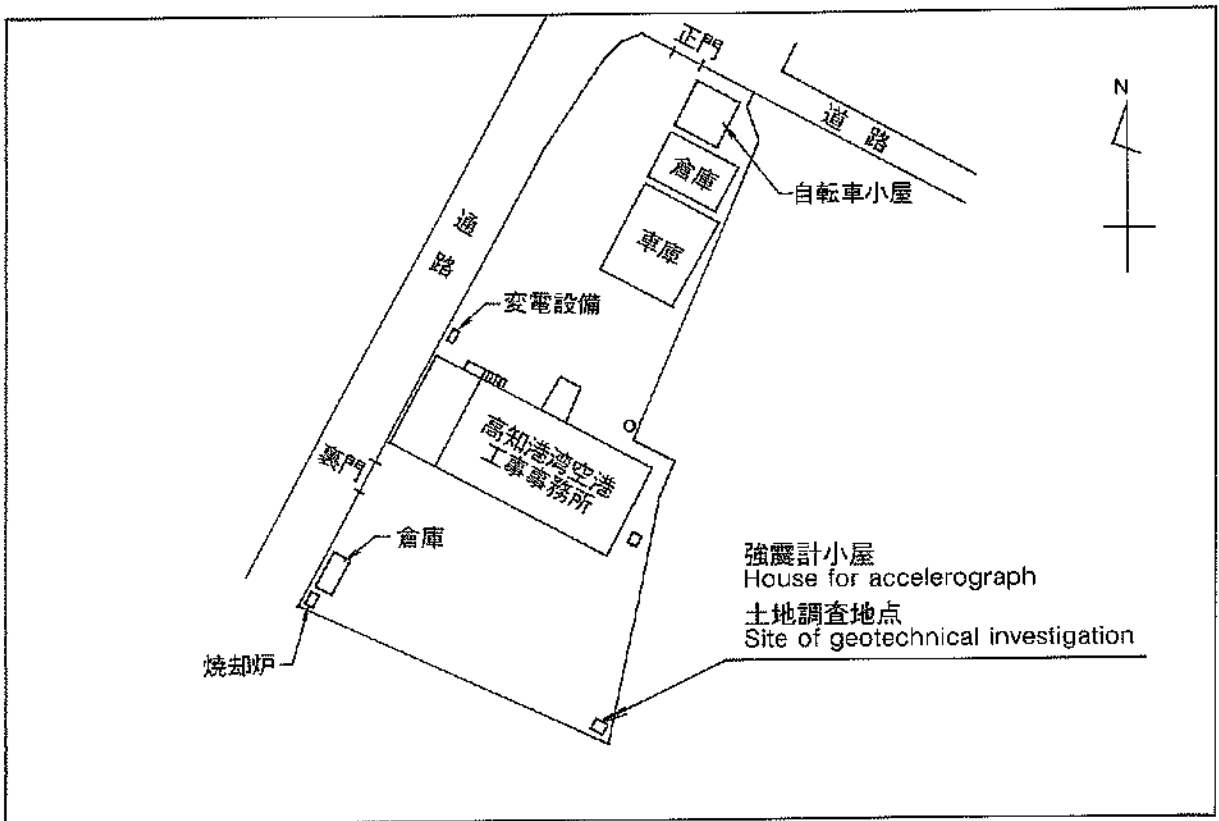 正門
N
道路
倉庫
自転車小屋
車庫
通路
変電設備
高知港湾空港
工事事務所
裏門
倉庫
強震計小屋
House for accelerograph
土地調査地点
Site of geotechnical investigation
焼却炉